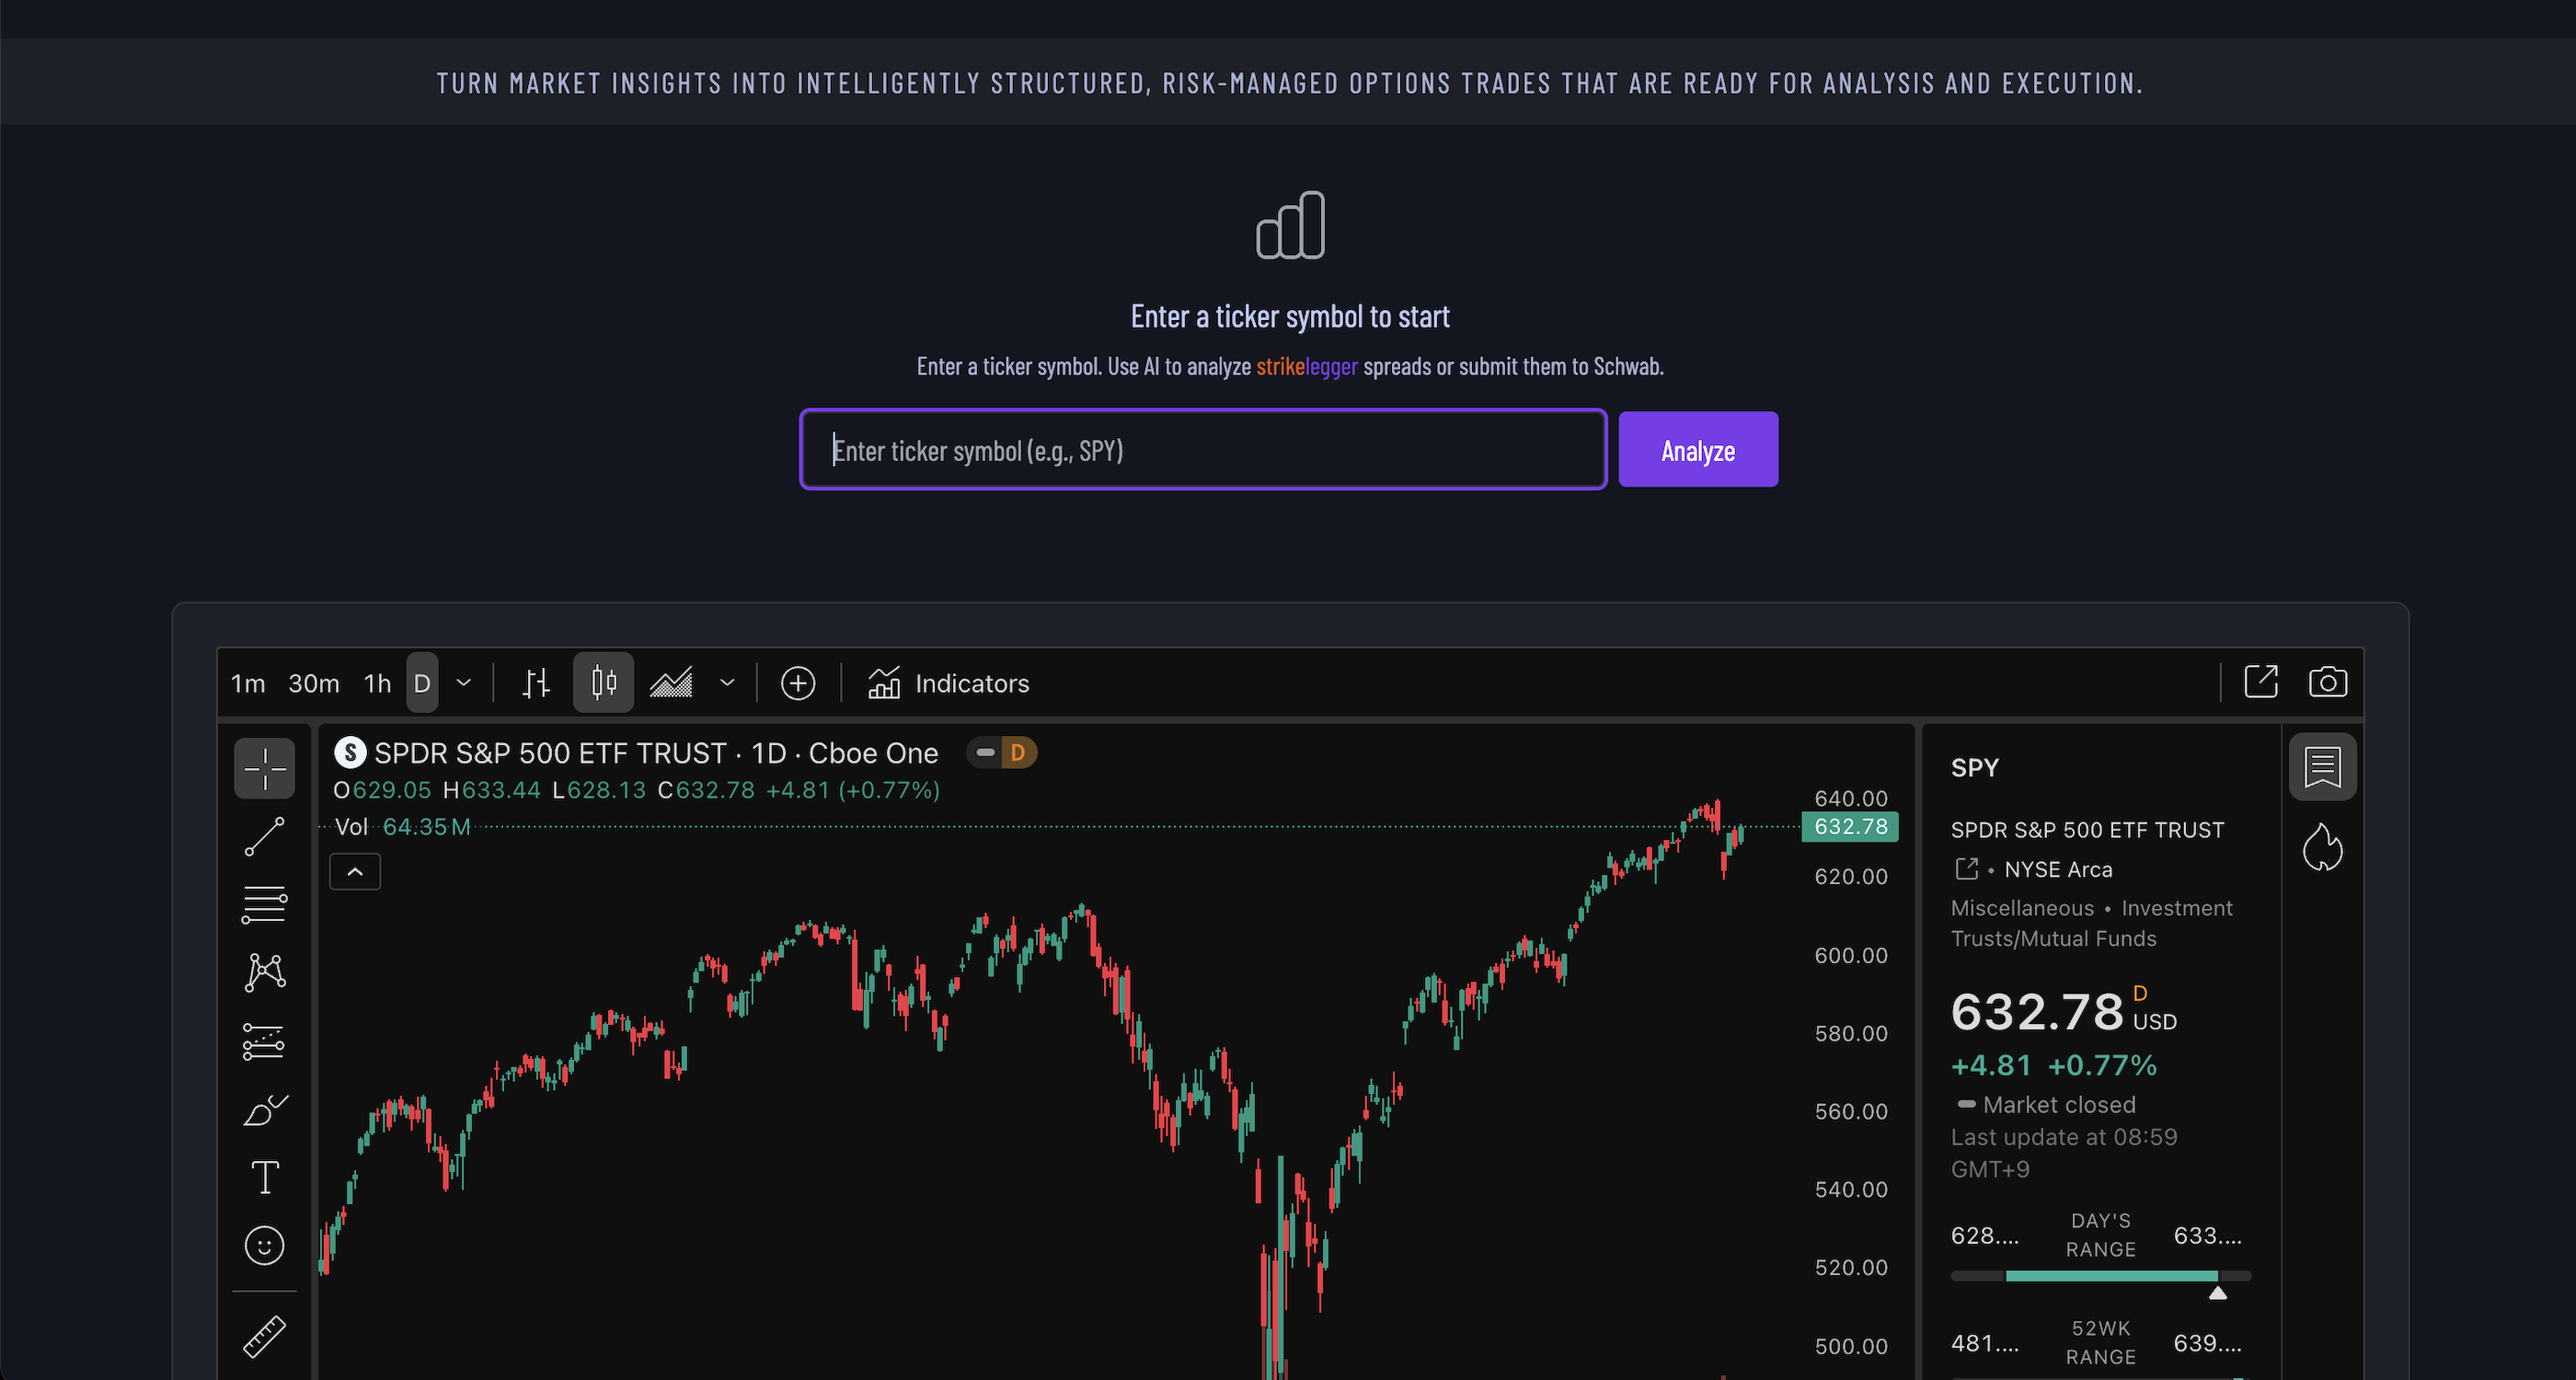 TURN MARKET INSIGHTS INTO INTELLIGENTLY STRUCTURED, RISK-MANAGED OPTIONS TRADES THAT ARE READY FOR ANALYSIS AND EXECUTION.
Enter a ticker symbol to start
Enter a ticker symbol. Use AI to analyze strikelegger spreads or submit them to Schwab.
Enter ticker symbol (e.g., SPY)
Analyze
1m 30m 1h D
Indicators
S SPDR S&P 500 ETF TRUST · 1D · Cboe One D
O629.05 H633.44 L628.13 C632.78 +4.81 (+0.77%)
Vol 64.35M
640.00
632.78
620.00
600.00
580.00
560.00
540.00
520.00
500.00
SPY
SPDR S&P 500 ETF TRUST
• NYSE Arca
Miscellaneous • Investment
Trusts/Mutual Funds
632.78 D USD
+4.81 +0.77%
Market closed
Last update at 08:59
GMT+9
628.... DAY'S RANGE 633....
481.... 52WK RANGE 639....